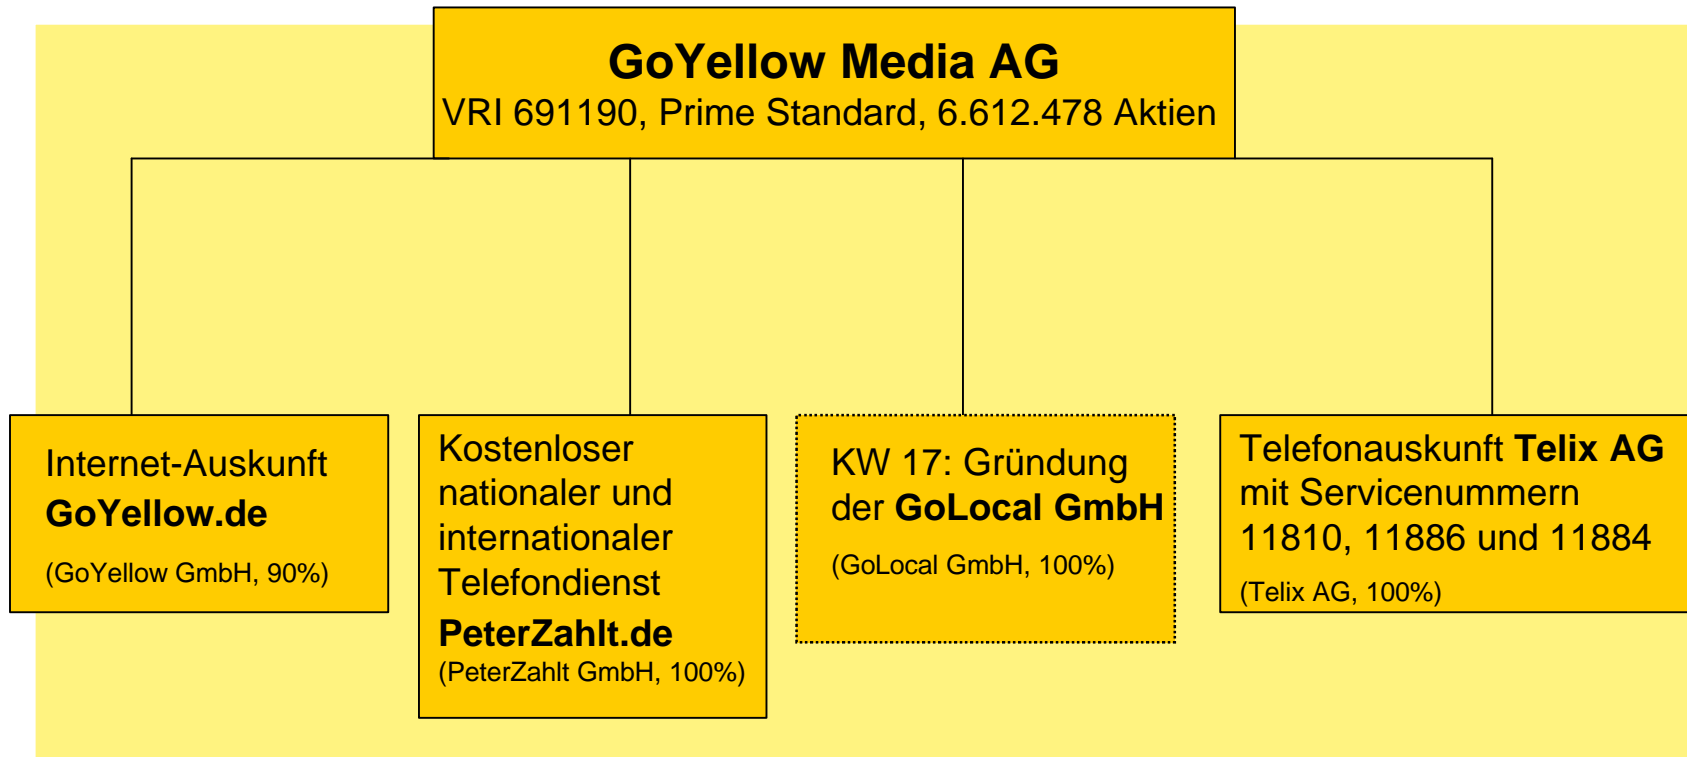 GoYellow Media AG
VRI 691190, Prime Standard, 6.612.478 Aktien
Internet-Auskunft
GoYellow.de
(GoYellow GmbH, 90%)
Kostenloser
nationaler und
internationaler
Telefondienst
PeterZahlt.de
(PeterZahlt GmbH, 100%)
KW 17: Gründung
der GoLocal GmbH
(GoLocal GmbH, 100%)
Telefonauskunft Telix AG
mit Servicenummern
11810, 11886 und 11884
(Telix AG, 100%)